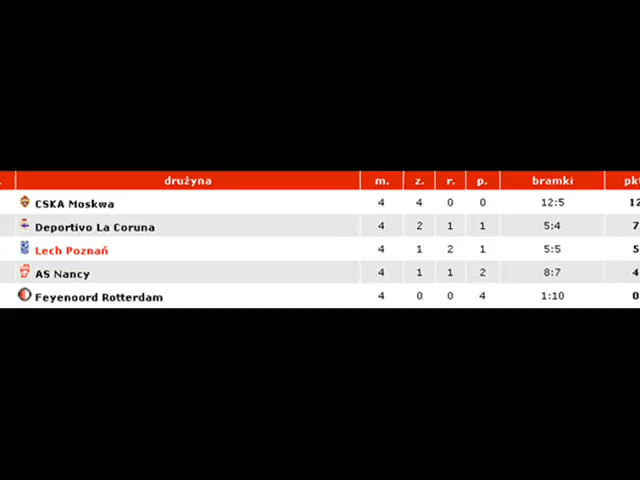 . drużyna m. z. r. p. bramki pkt
CSKA Moskwa 4 4 0 0 12:5 12
Deportivo La Coruna 4 2 1 1 5:4 7
Lech Poznań 4 1 2 1 5:5 5
AS Nancy 4 1 1 2 8:7 4
Feyenoord Rotterdam 4 0 0 4 1:10 0